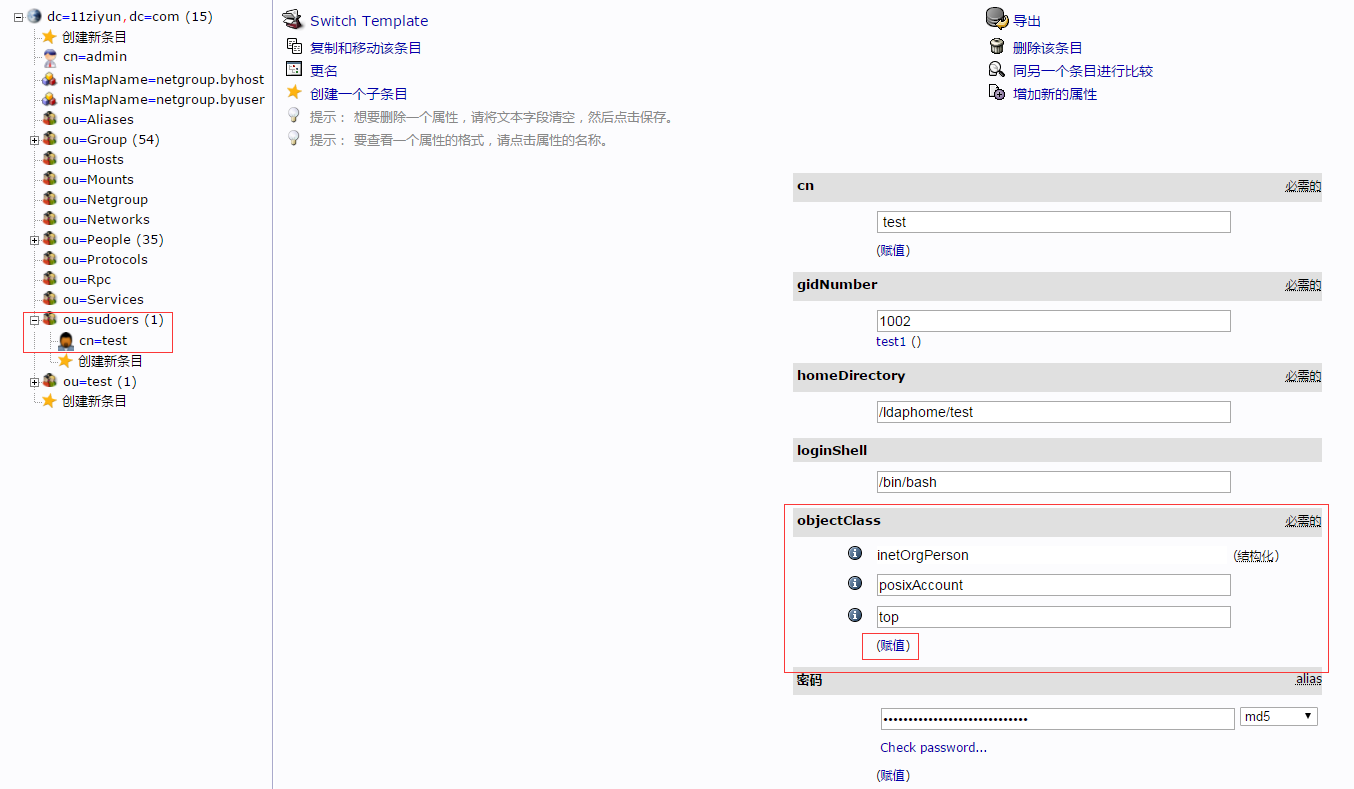 dc=11ziyun,dc=com (15)
创建新条目
cn=admin
nisMapName=netgroup.byhost
nisMapName=netgroup.byuser
ou=Aliases
ou=Group (54)
ou=Hosts
ou=Mounts
ou=Netgroup
ou=Networks
ou=People (35)
ou=Protocols
ou=Rpc
ou=Services
ou=sudoers (1)
cn=test
创建新条目
ou=test (1)
创建新条目
Switch Template
复制和移动该条目
更名
创建一个子条目
提示： 想要删除一个属性，请将文本字段清空，然后点击保存。
提示： 要查看一个属性的格式，请点击属性的名称。
导出
删除该条目
同另一个条目进行比较
增加新的属性
cn 必需的
test
(赋值)
gidNumber 必需的
1002
test1 ()
homeDirectory 必需的
/ldaphome/test
loginShell
/bin/bash
objectClass 必需的
inetOrgPerson (结构化)
posixAccount
top
(赋值)
密码 alias
md5
Check password...
(赋值)